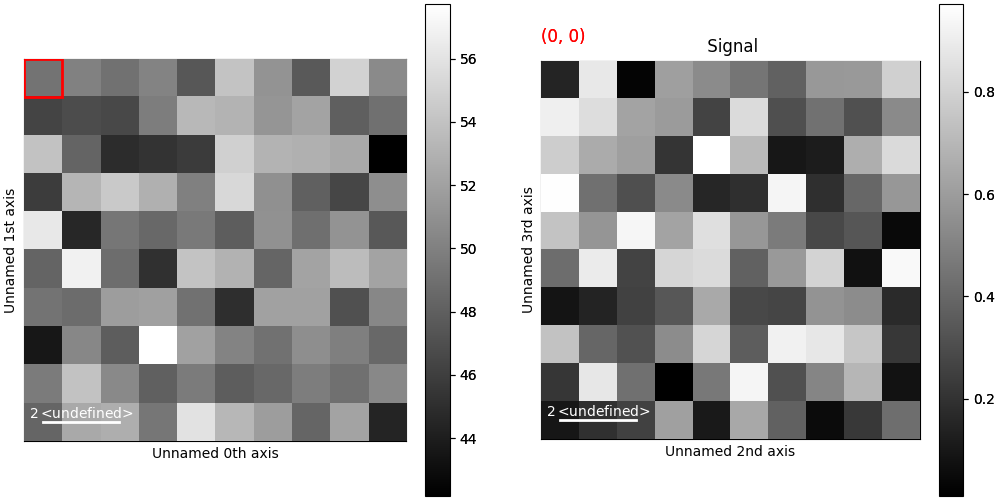 Unnamed 1st axis
2 <undefined>
Unnamed 0th axis
56
54
52
50
48
46
44
(0, 0)
Signal
Unnamed 3rd axis
2 <undefined>
Unnamed 2nd axis
0.8
0.6
0.4
0.2